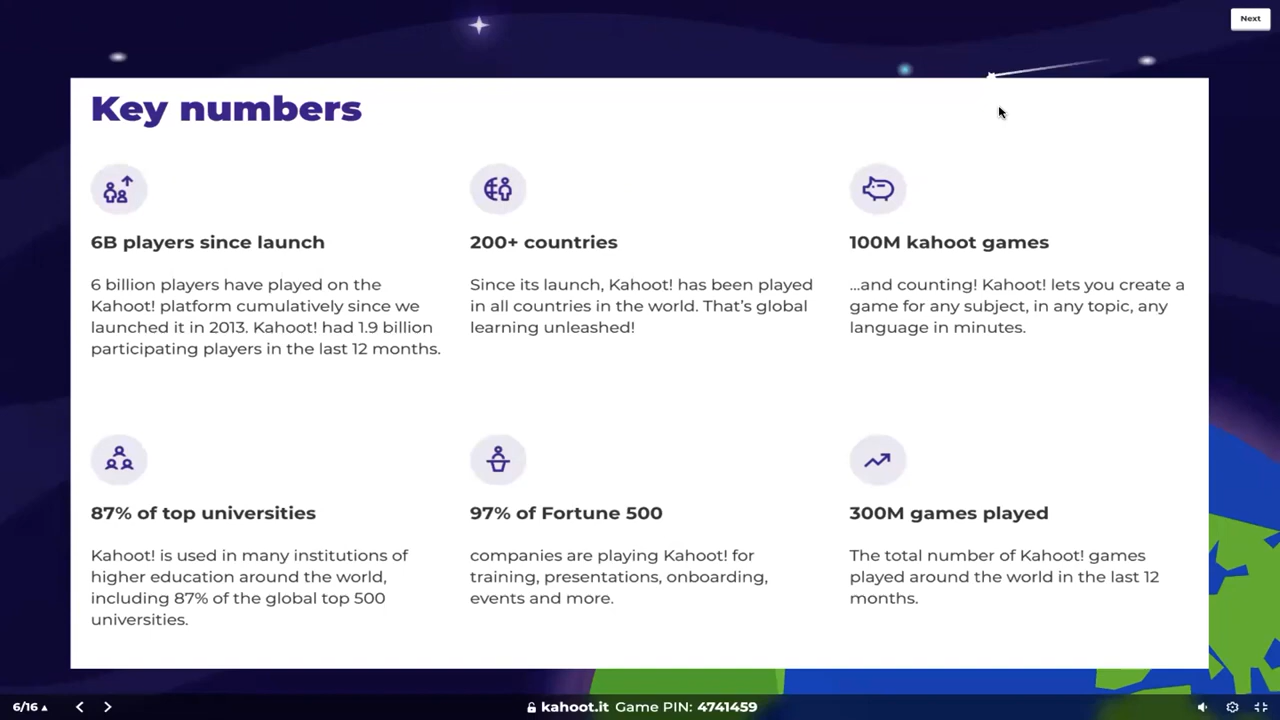 Next
Key numbers
6B players since launch
6 billion players have played on the
Kahoot! platform cumulatively since we
launched it in 2013. Kahoot! had 1.9 billion
participating players in the last 12 months.
200+ countries
Since its launch, Kahoot! has been played
in all countries in the world. That’s global
learning unleashed!
100M kahoot games
...and counting! Kahoot! lets you create a
game for any subject, in any topic, any
language in minutes.
87% of top universities
Kahoot! is used in many institutions of
higher education around the world,
including 87% of the global top 500
universities.
97% of Fortune 500
companies are playing Kahoot! for
training, presentations, onboarding,
events and more.
300M games played
The total number of Kahoot! games
played around the world in the last 12
months.
6/16
kahoot.it Game PIN: 4741459